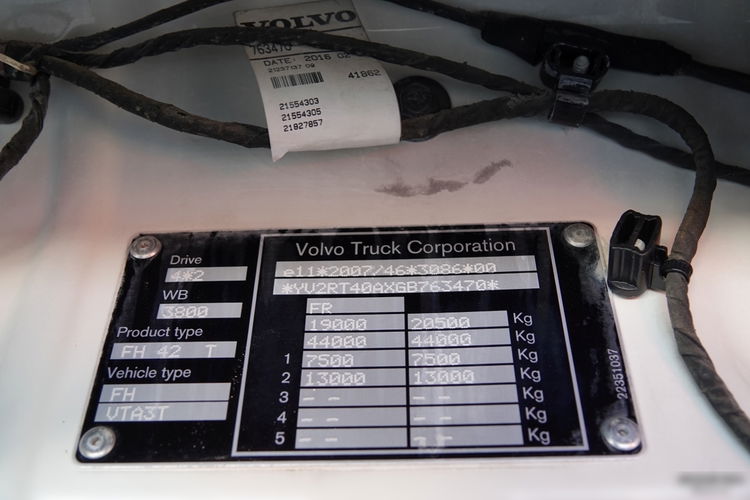 VOLVO
763470
DATE: 2016 02
21237137 09
41862
21554303
21554305
21827857
Volvo Truck Corporation
Drive
4*2
WB
3800
Product type
FH 42 T
Vehicle type
FH
VTA3T
e11*2007/46*3086*00
*YV2RT40AXGB763470*
FR
19000 20500 Kg
44000 44000 Kg
1 7500 7500 Kg
2 13000 13000 Kg
3 -- -- Kg
4 -- -- Kg
5 -- -- Kg
22351037